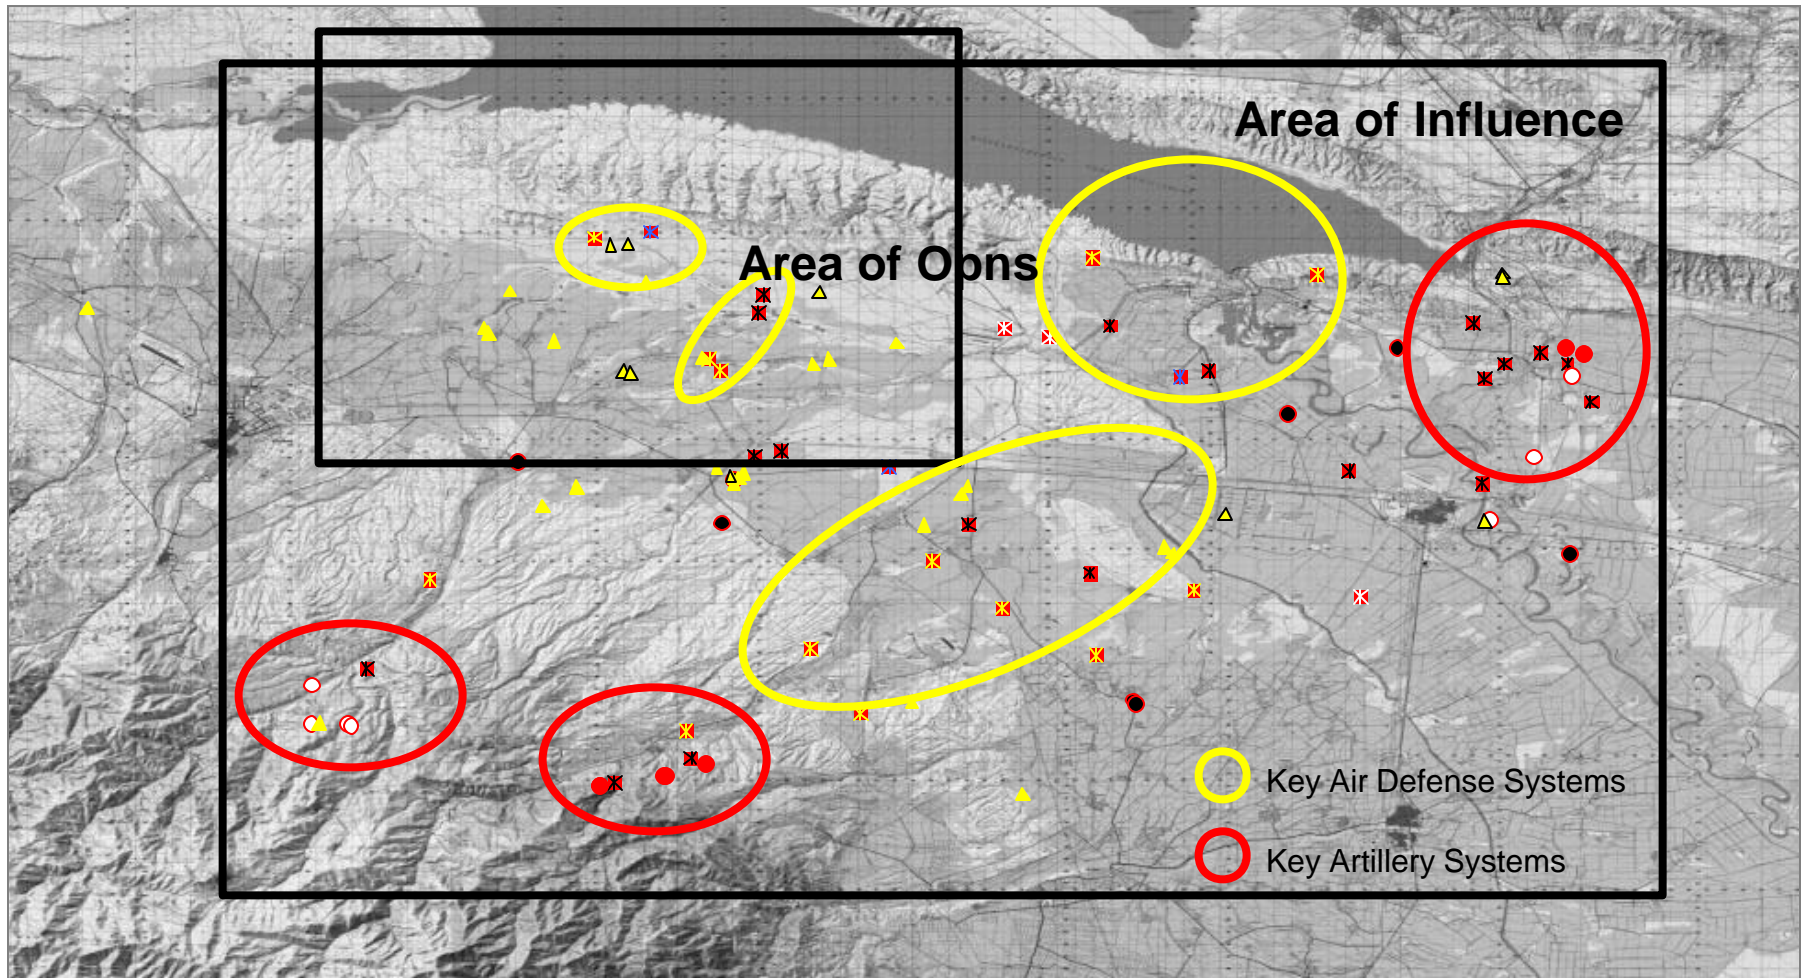 Area of Influence
Area of Opns
Key Air Defense Systems
Key Artillery Systems